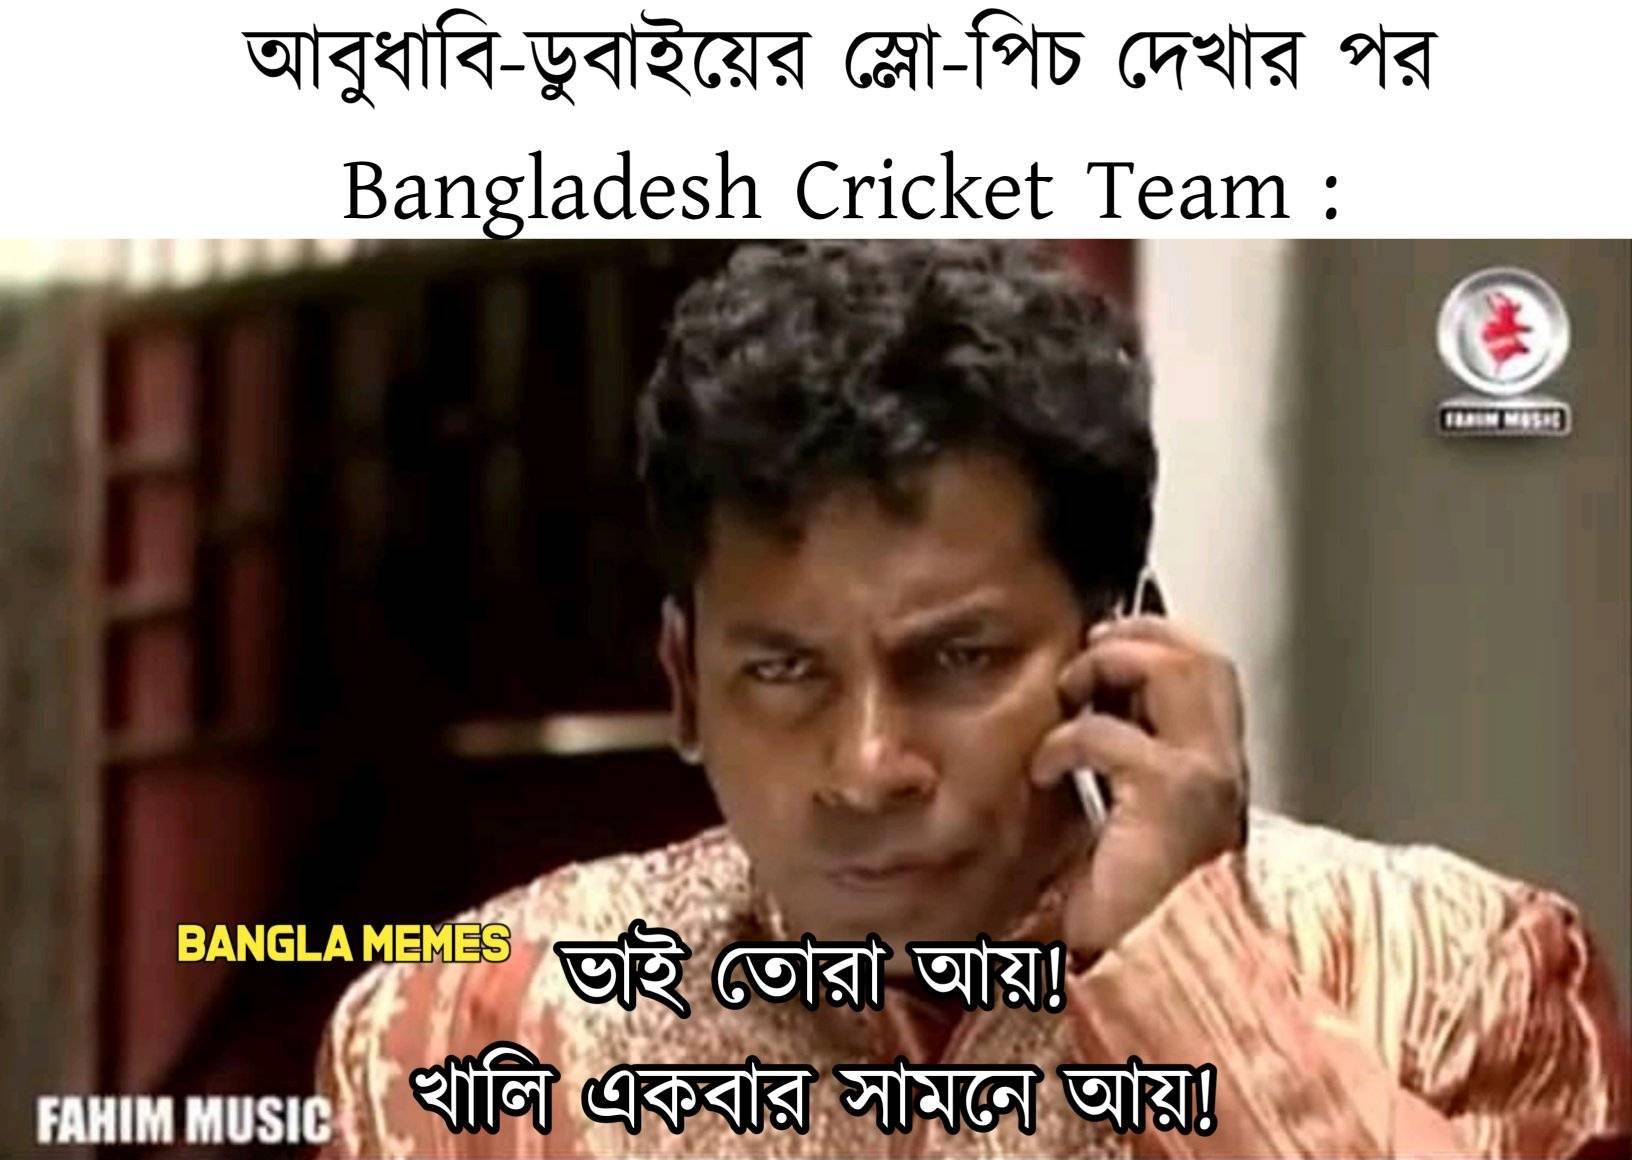 আবুধাবি-ডুবাইয়ের স্লো-পিচ দেখার পর
Bangladesh Cricket Team :
FAHIM MUSIC
BANGLA MEMES
ভাই তোরা আয়!
খালি একবার সামনে আয়!
FAHIM MUSIC